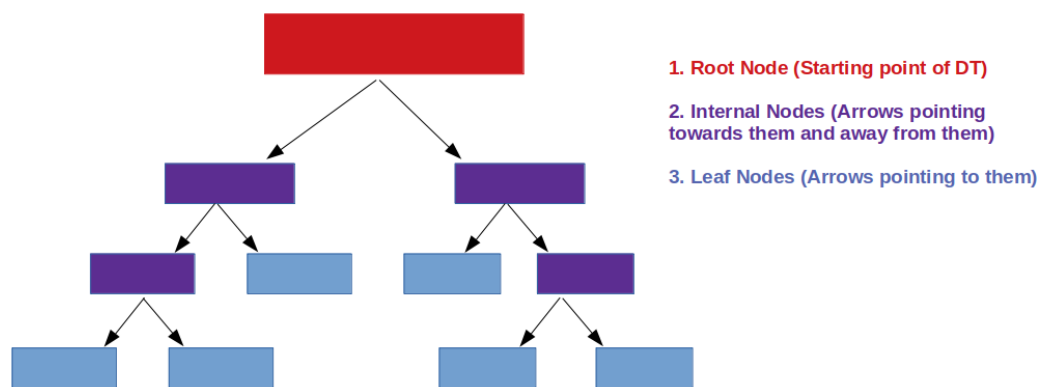 1. Root Node (Starting point of DT)
2. Internal Nodes (Arrows pointing
towards them and away from them)
3. Leaf Nodes (Arrows pointing to them)